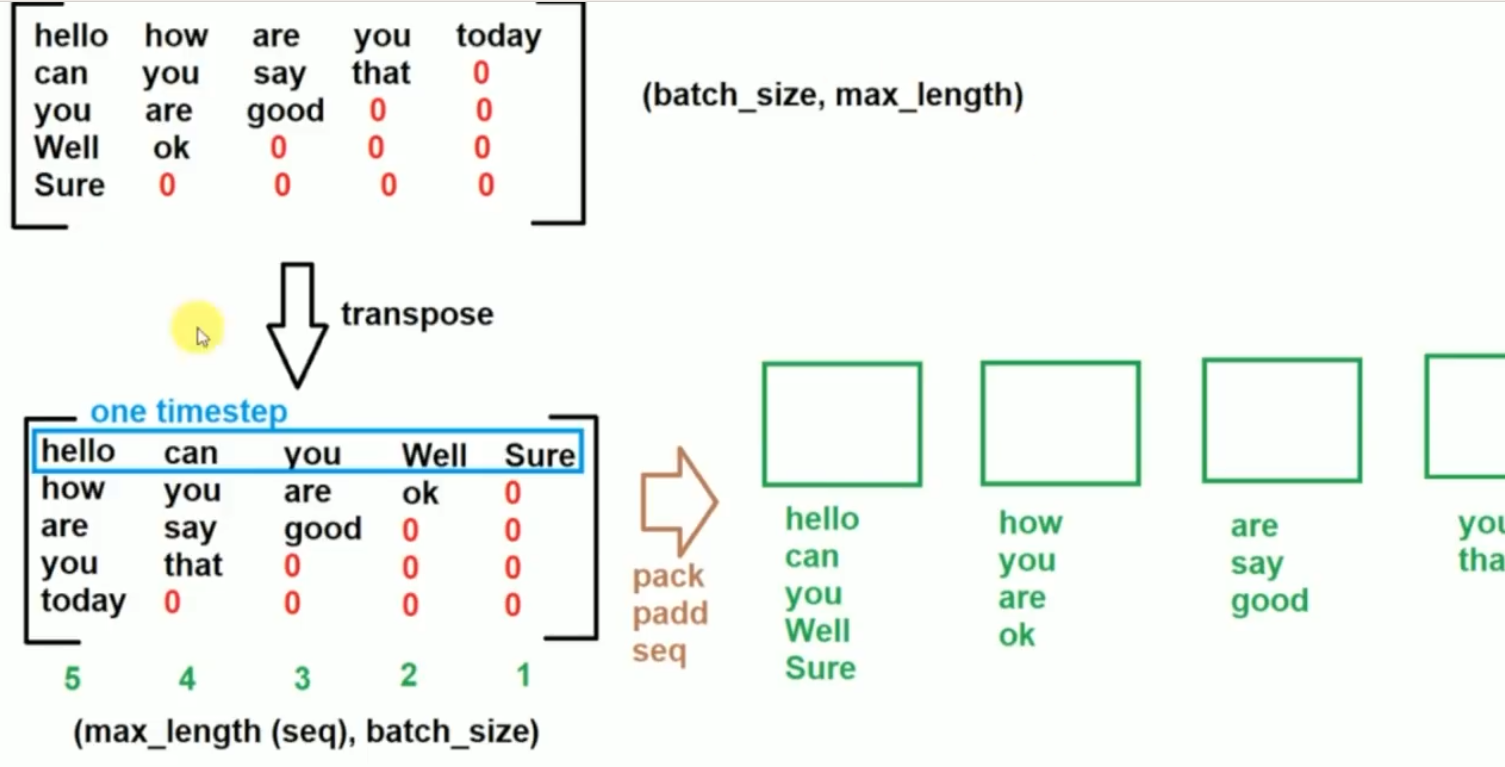 hello how are you today
can you say that 0
you are good 0 0
Well ok 0 0 0
Sure 0 0 0 0
(batch_size, max_length)
transpose
one timestep
hello can you Well Sure
how you are ok 0
are say good 0 0
you that 0 0 0
today 0 0 0 0
5 4 3 2 1
(max_length (seq), batch_size)
pack
padd
seq
hello
can
you
Well
Sure
how
you
are
ok
are
say
good
you
tha